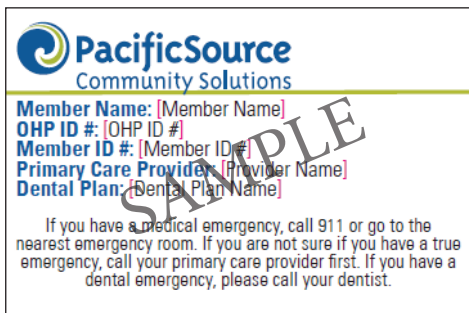 PacificSource
Community Solutions
Member Name: [Member Name]
OHP ID #: [OHP ID #]
Member ID #: [Member ID #]
Primary Care Provider: [Provider Name]
Dental Plan: [Dental Plan Name]
SAMPLE
If you have a medical emergency, call 911 or go to the
nearest emergency room. If you are not sure if you have a true
emergency, call your primary care provider first. If you have a
dental emergency, please call your dentist.